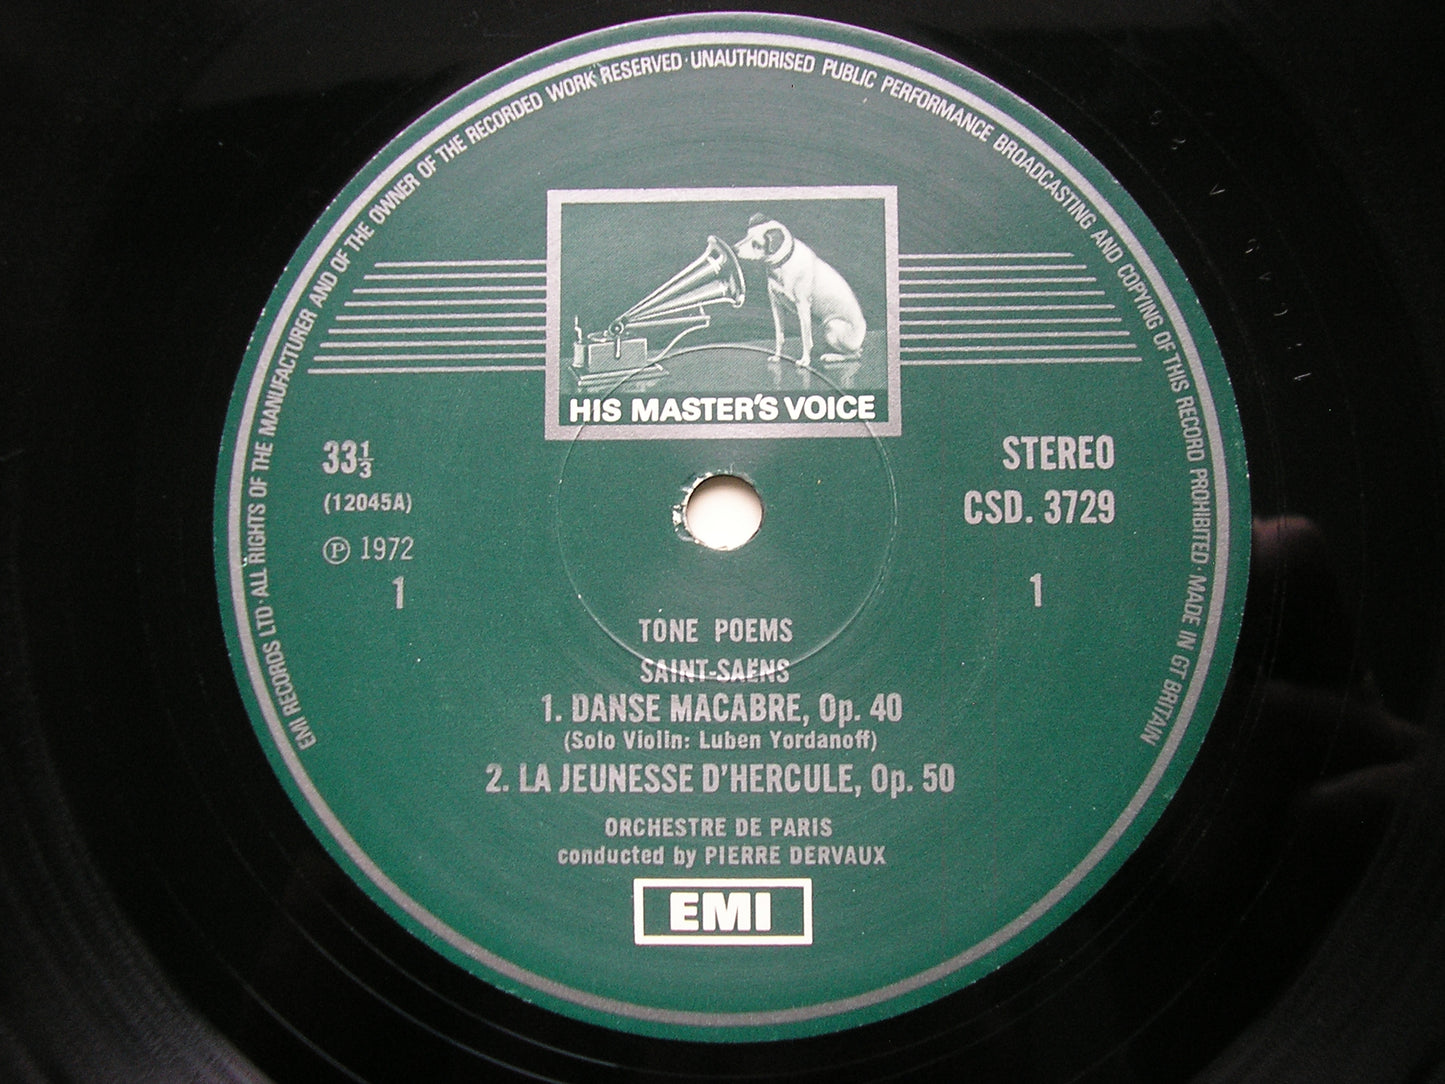 EMI RECORDS LTD · ALL RIGHTS OF THE MANUFACTURER AND OF THE OWNER OF THE RECORDED WORK RESERVED · UNAUTHORISED PUBLIC PERFORMANCE BROADCASTING AND COPYING OF THIS RECORD PROHIBITED · MADE IN GT BRITAIN
HIS MASTER'S VOICE
33⅓
(12045A)
Ⓟ 1972
1
STEREO
CSD. 3729
1
TONE POEMS
SAINT-SAËNS
1. DANSE MACABRE, Op. 40
(Solo Violin: Luben Yordanoff)
2. LA JEUNESSE D'HERCULE, Op. 50
ORCHESTRE DE PARIS
conducted by PIERRE DERVAUX
EMI